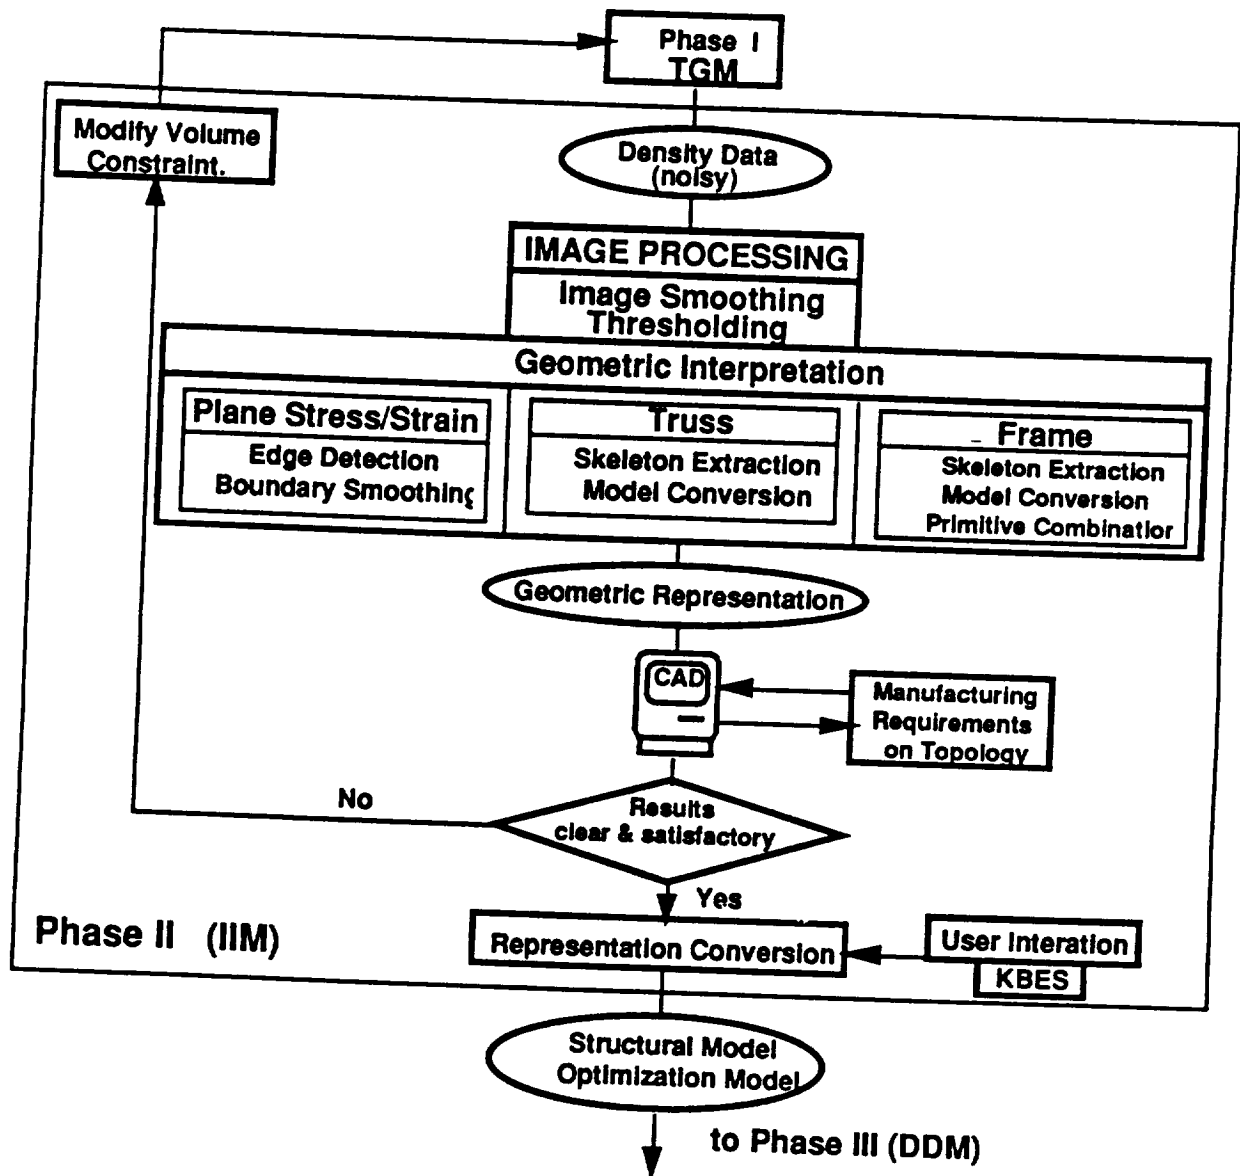 Phase I
TGM
Modify Volume
Constraint.
Density Data
(noisy)
IMAGE PROCESSING
Image Smoothing
Thresholding
Geometric Interpretation
Plane Stress/Strain
Edge Detection
Boundary Smoothing
Truss
Skeleton Extraction
Model Conversion
Frame
Skeleton Extraction
Model Conversion
Primitive Combination
Geometric Representation
CAD
Manufacturing
Requirements
on Topology
No
Results
clear & satisfactory
Yes
Phase II (IIM)
Representation Conversion
User Interation
KBES
Structural Model
Optimization Model
to Phase III (DDM)